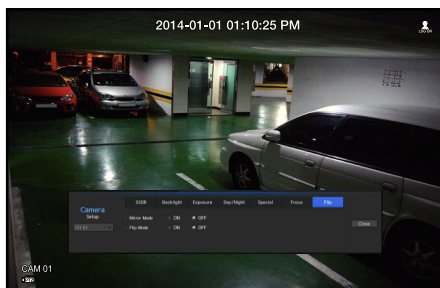 2014-01-01 01:10:25 PM
LOG ON
Camera
Setup
SSDR Backlight Exposure Day/Night Special Focus Flip
CH 01
Mirror Mode ON OFF
Flip Mode ON OFF
Close
CAM 01